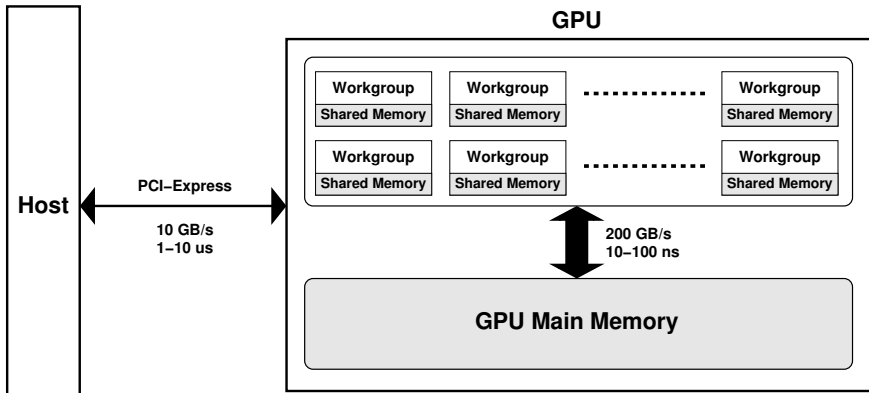 GPU
Workgroup Workgroup Workgroup
Shared Memory Shared Memory Shared Memory
Workgroup Workgroup Workgroup
Shared Memory Shared Memory Shared Memory
PCI−Express
Host
10 GB/s
1−10 us
200 GB/s
10−100 ns
GPU Main Memory